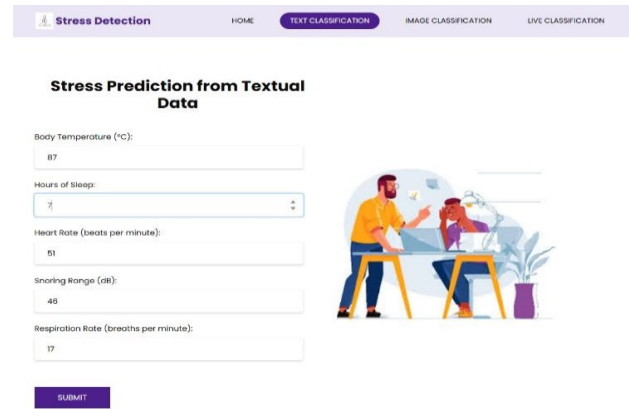 Stress Detection
HOME
TEXT CLASSIFICATION
IMAGE CLASSIFICATION
LIVE CLASSIFICATION
Stress Prediction from Textual
Data
Body Temperature (°C):
87
Hours of Sleep:
7
Heart Rate (beats per minute):
51
Snoring Range (dB):
46
Respiration Rate (breaths per minute):
17
SUBMIT